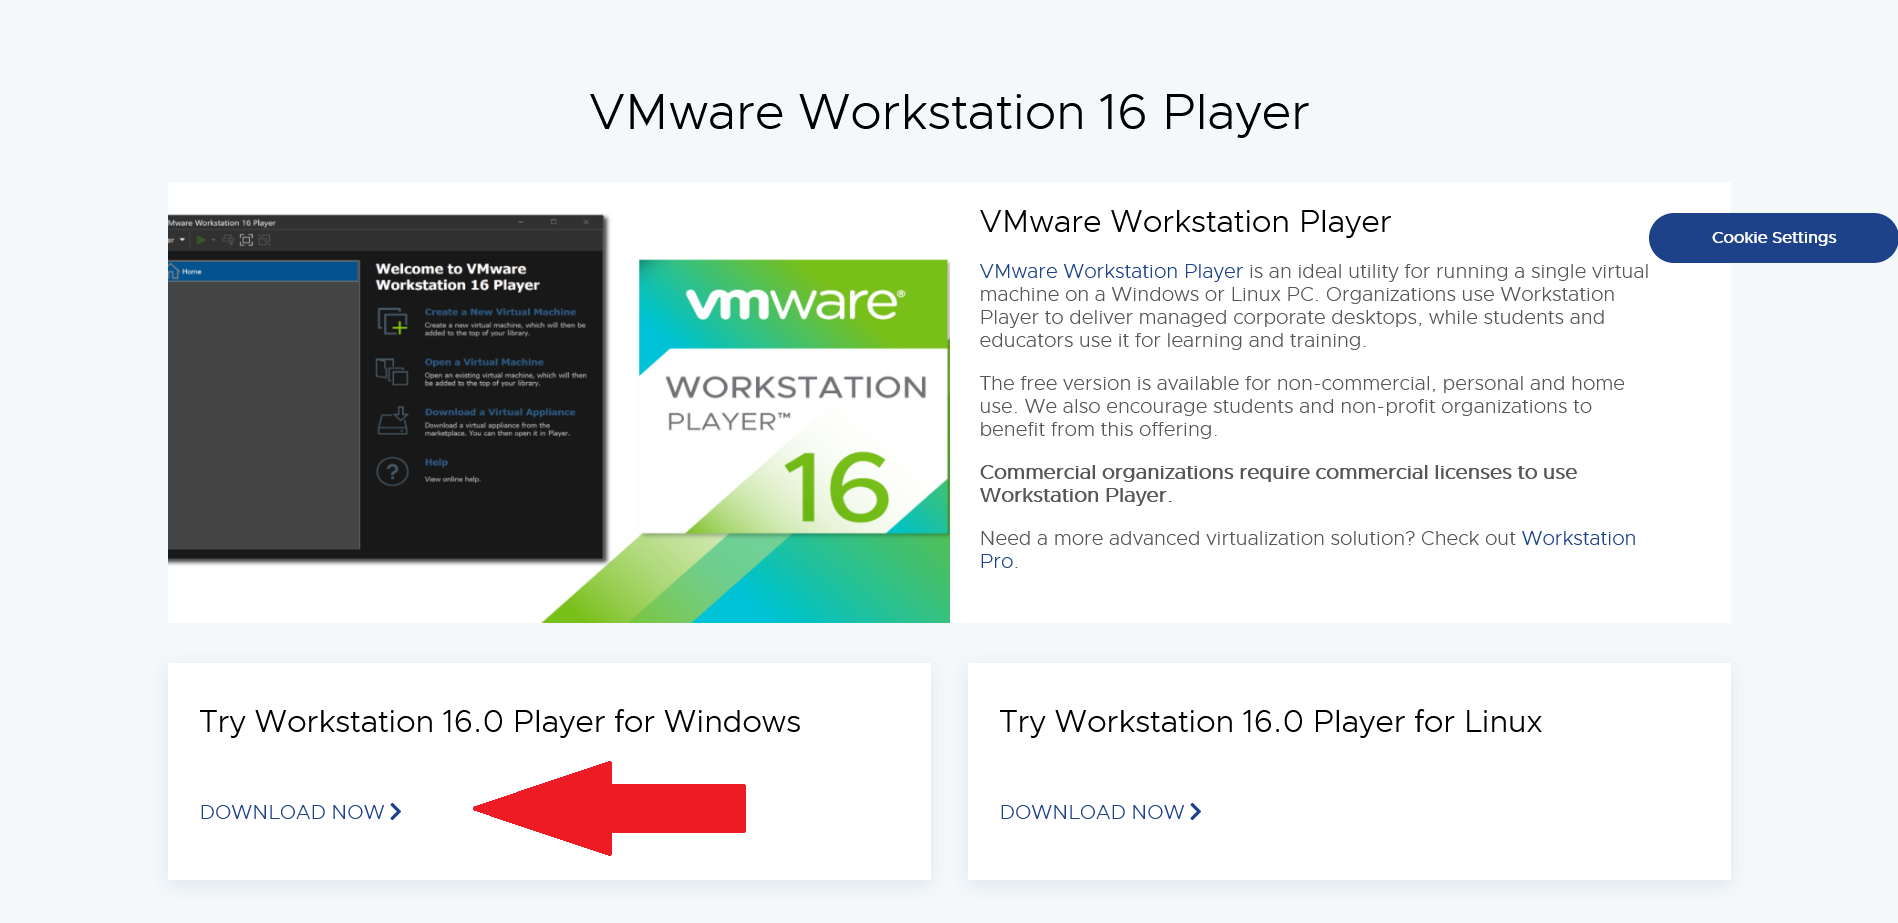 VMware Workstation 16 Player
Mware Workstation 16 Player
er
Home
Welcome to VMware
Workstation 16 Player
Create a New Virtual Machine
Create a new virtual machine, which will then be
added to the top of your library.
Open a Virtual Machine
Open an existing virtual machine, which will then
be added to the top of your library.
Download a Virtual Appliance
Download a virtual appliance from the
marketplace. You can then open it in Player.
?
Help
View online help.
vmware®
WORKSTATION
PLAYER™
16
VMware Workstation Player
VMware Workstation Player is an ideal utility for running a single virtual
machine on a Windows or Linux PC. Organizations use Workstation
Player to deliver managed corporate desktops, while students and
educators use it for learning and training.
The free version is available for non-commercial, personal and home
use. We also encourage students and non-profit organizations to
benefit from this offering.
Commercial organizations require commercial licenses to use
Workstation Player.
Need a more advanced virtualization solution? Check out Workstation
Pro.
Cookie Settings
Try Workstation 16.0 Player for Windows
DOWNLOAD NOW
Try Workstation 16.0 Player for Linux
DOWNLOAD NOW